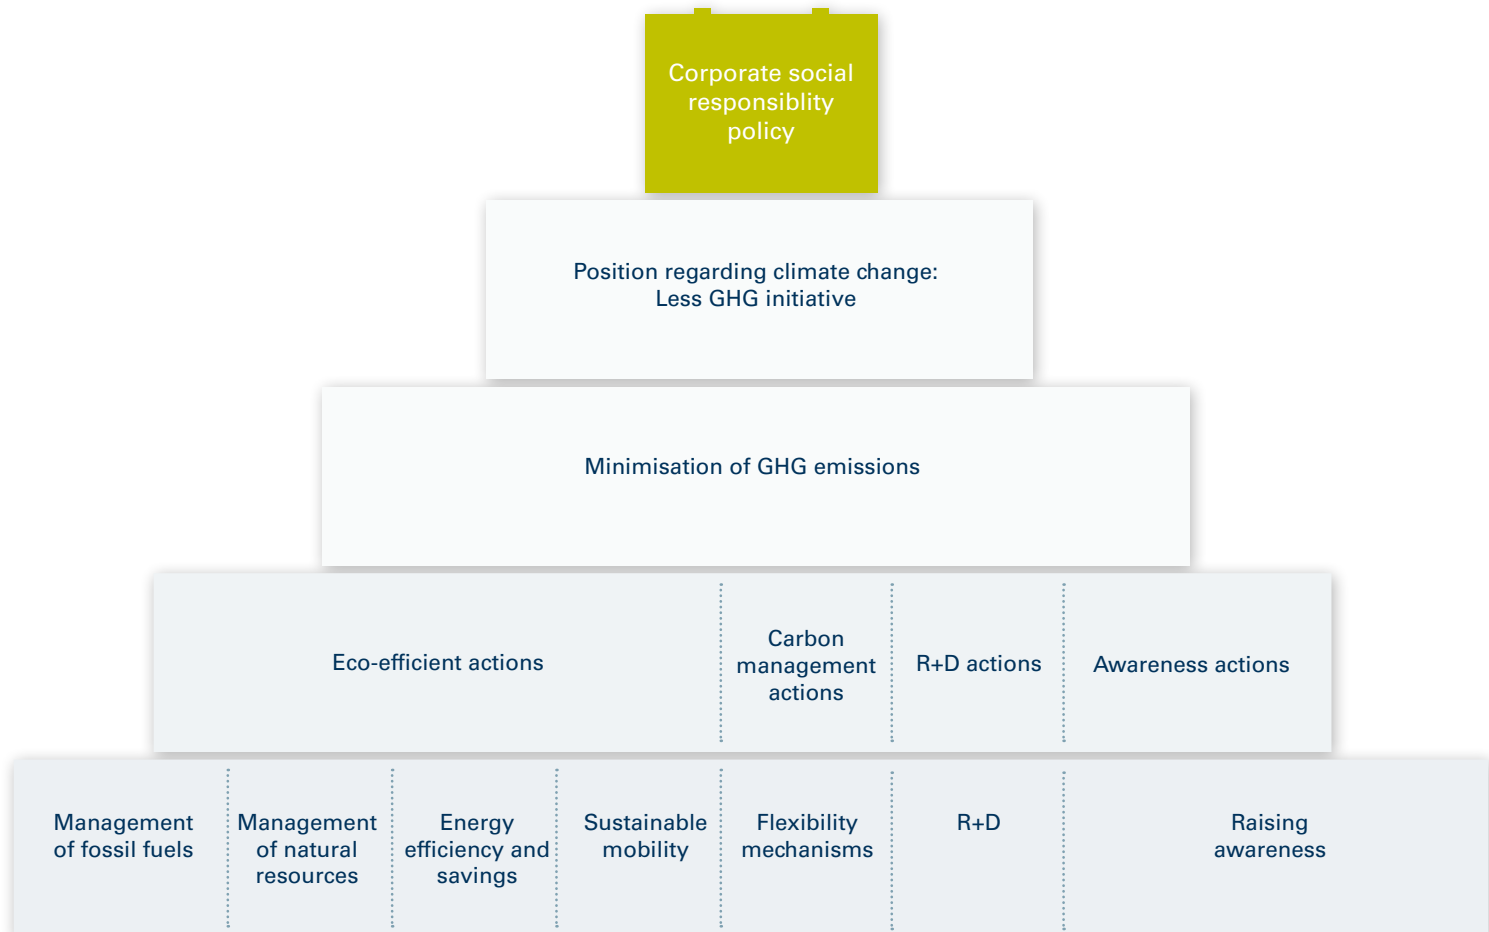 Corporate social
responsiblity
policy
Position regarding climate change:
Less GHG initiative
Minimisation of GHG emissions
Eco-efficient actions
Carbon
management
actions
R+D actions
Awareness actions
Management
of fossil fuels
Management
of natural
resources
Energy
efficiency and
savings
Sustainable
mobility
Flexibility
mechanisms
R+D
Raising
awareness